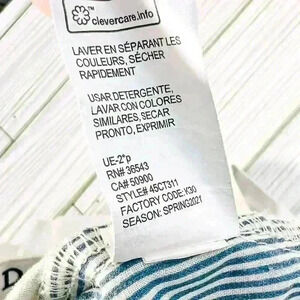 ™
clevercare.info
LAVER EN SÉPARANT LES
COULEURS, SÉCHER
RAPIDEMENT
USAR DETERGENTE,
LAVAR CON COLORES
SIMILARES, SECAR
PRONTO, EXPRIMIR
UE-2*p
RN# 36543
CA# 50900
STYLE# 45CT311
FACTORY CODE: K30
SEASON: SPRING2021